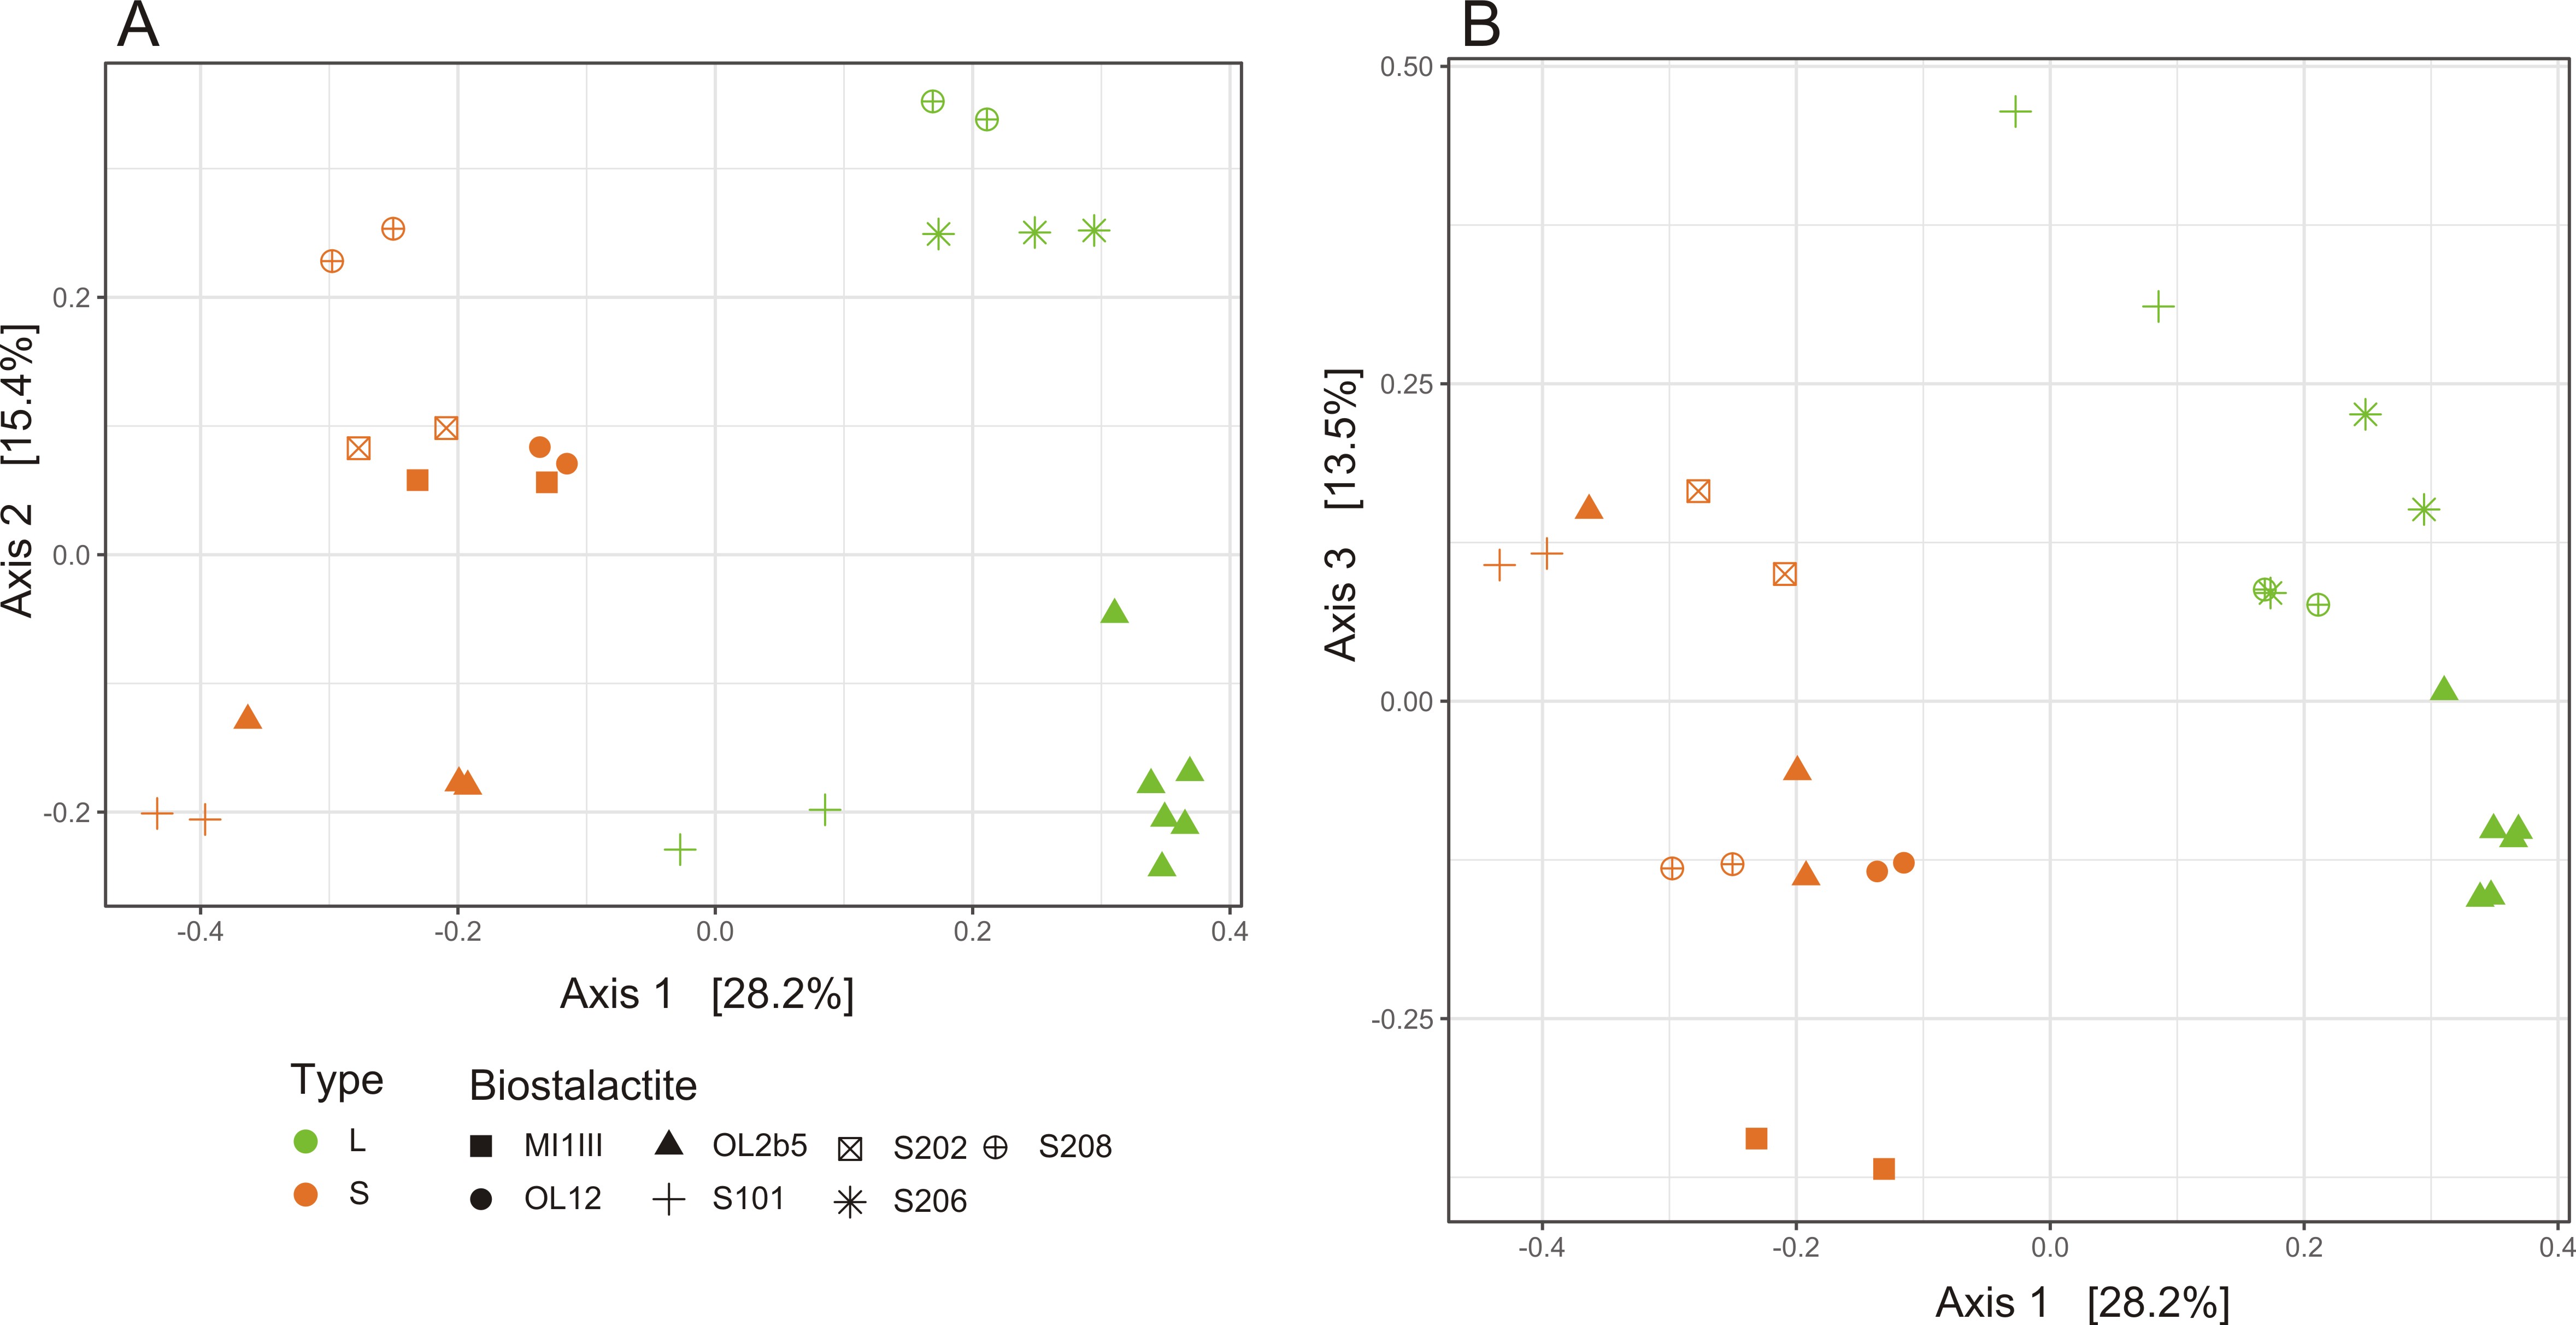 A
0.2
0.0
-0.2
Axis 2 [15.4%]
-0.4 -0.2 0.0 0.2 0.4
Axis 1 [28.2%]
Type
L
S
Biostalactite
MI1III OL2b5 S202 S208
OL12 S101 S206
B
0.50
0.25
0.00
-0.25
Axis 3 [13.5%]
-0.4 -0.2 0.0 0.2 0.4
Axis 1 [28.2%]